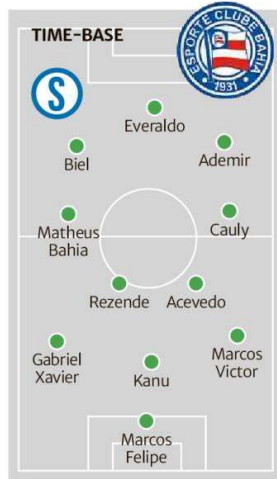 TIME-BASE
ESPORTE CLUBE BAHIA
1931
S
Everaldo
Biel
Ademir
Matheus
Bahia
Cauly
Rezende
Acevedo
Gabriel
Xavier
Kanu
Marcos
Victor
Marcos
Felipe